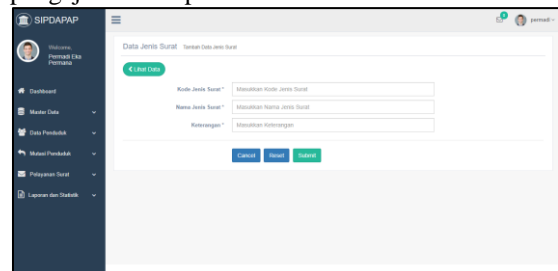 SIPDAPAP
permadi
Welcome,
Permadi Eka
Permana
Data Jenis Surat Tambah Data Jenis Surat
Lihat Data
Dashboard
Kode Jenis Surat * Masukkan Kode Jenis Surat
Master Data
Nama Jenis Surat * Masukkan Nama Jenis Surat
Data Penduduk
Keterangan * Masukkan Keterangan
Mutasi Penduduk
Cancel Reset Submit
Pelayanan Surat
Laporan dan Statistik